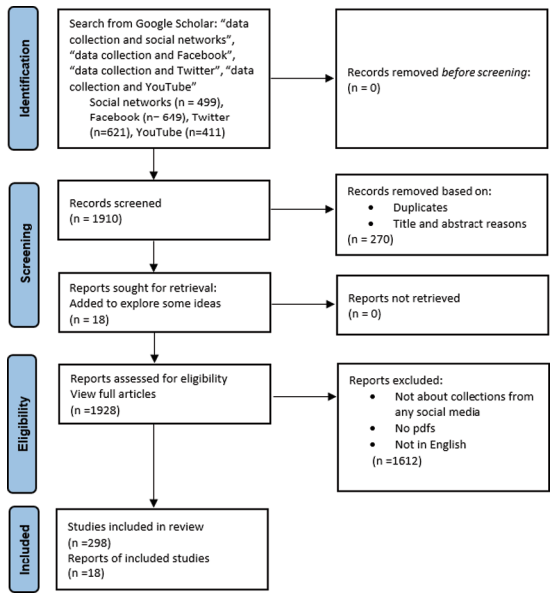 Identification
Search from Google Scholar: “data
collection and social networks”,
“data collection and Facebook”,
“data collection and Twitter”, “data
collection and YouTube”
Social networks (n = 499),
Facebook (n= 649), Twitter
(n=621), YouTube (n=411)
Records removed before screening:
(n = 0)
Screening
Records screened
(n = 1910)
Records removed based on:
• Duplicates
• Title and abstract reasons
(n = 270)
Reports sought for retrieval:
Added to explore some ideas
(n = 18)
Reports not retrieved
(n = 0)
Eligibility
Reports assessed for eligibility
View full articles
(n =1928)
Reports excluded:
• Not about collections from
any social media
• No pdfs
• Not in English
(n =1612)
Included
Studies included in review
(n =298)
Reports of included studies
(n =18)